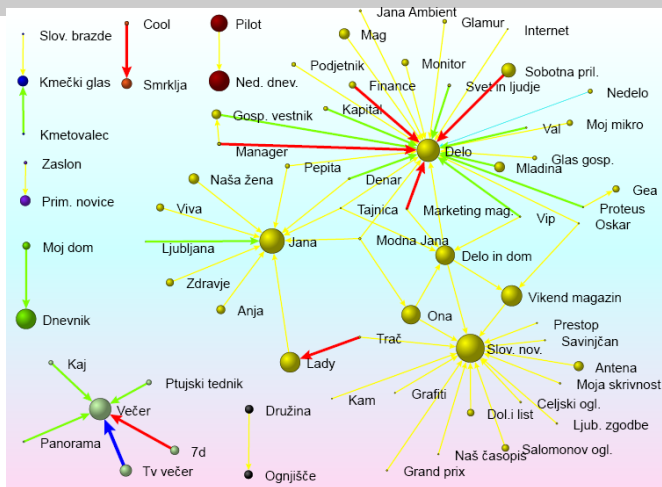 Jana Ambient
Slov. brazde
Cool
Pilot
Mag
Glamur
Internet
Podjetnik
Monitor
Kmečki glas
Smrklja
Ned. dnev.
Finance
Svet in ljudje
Sobotna pril.
Nedelo
Kapital
Gosp. vestnik
Val
Moj mikro
Kmetovalec
Manager
Delo
Glas gosp.
Zaslon
Pepita
Mladina
Naša žena
Denar
Gea
Prim. novice
Viva
Tajnica
Marketing mag.
Vip
Proteus
Oskar
Moj dom
Ljubljana
Jana
Modna Jana
Delo in dom
Zdravje
Vikend magazin
Dnevnik
Anja
Ona
Prestop
Trač
Slov. nov.
Savinjčan
Kaj
Lady
Antena
Ptujski tednik
Moja skrivnost
Večer
Družina
Kam
Grafiti
Celjski ogl.
Dol.i list
Ljub. zgodbe
Panorama
7d
Naš časopis
Salomonov ogl.
Tv večer
Ognjišče
Grand prix